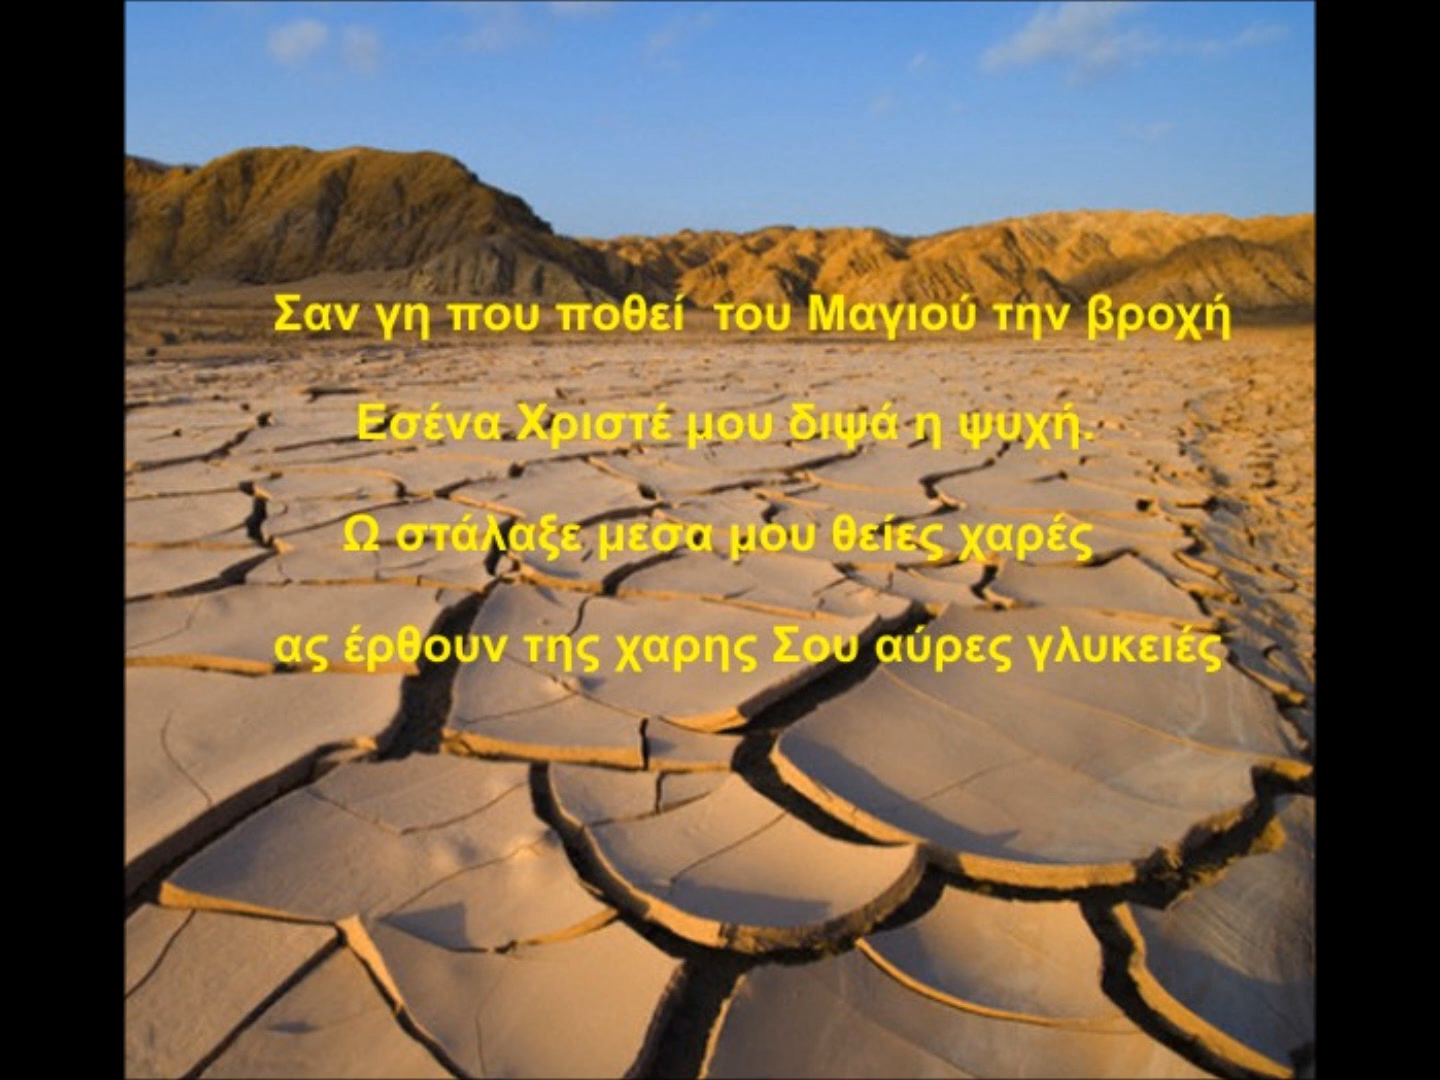 Σαν γη που ποθεί του Μαγιού την βροχή
Εσένα Χριστέ μου διψά η ψυχή.
Ω στάλαξε μεσα μου θείες χαρές
ας έρθουν της χαρης Σου αύρες γλυκειές